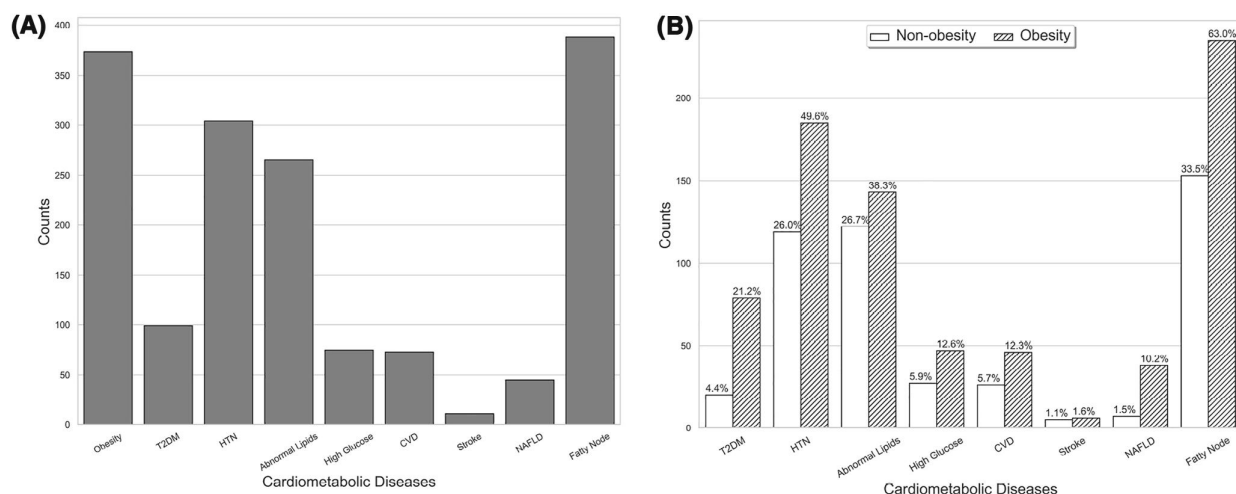 (A)
400
350
300
250
200
150
100
50
0
Counts
Obesity
T2DM
HTN
Abnormal Lipids
High Glucose
CVD
Stroke
NAFLD
Fatty Node
Cardiometabolic Diseases
(B)
Non-obesity
Obesity
200
150
100
50
0
Counts
4.4%
21.2%
26.0%
49.6%
26.7%
38.3%
5.9%
12.6%
5.7%
12.3%
1.1%
1.6%
1.5%
10.2%
33.5%
63.0%
T2DM
HTN
Abnormal Lipids
High Glucose
CVD
Stroke
NAFLD
Fatty Node
Cardiometabolic Diseases